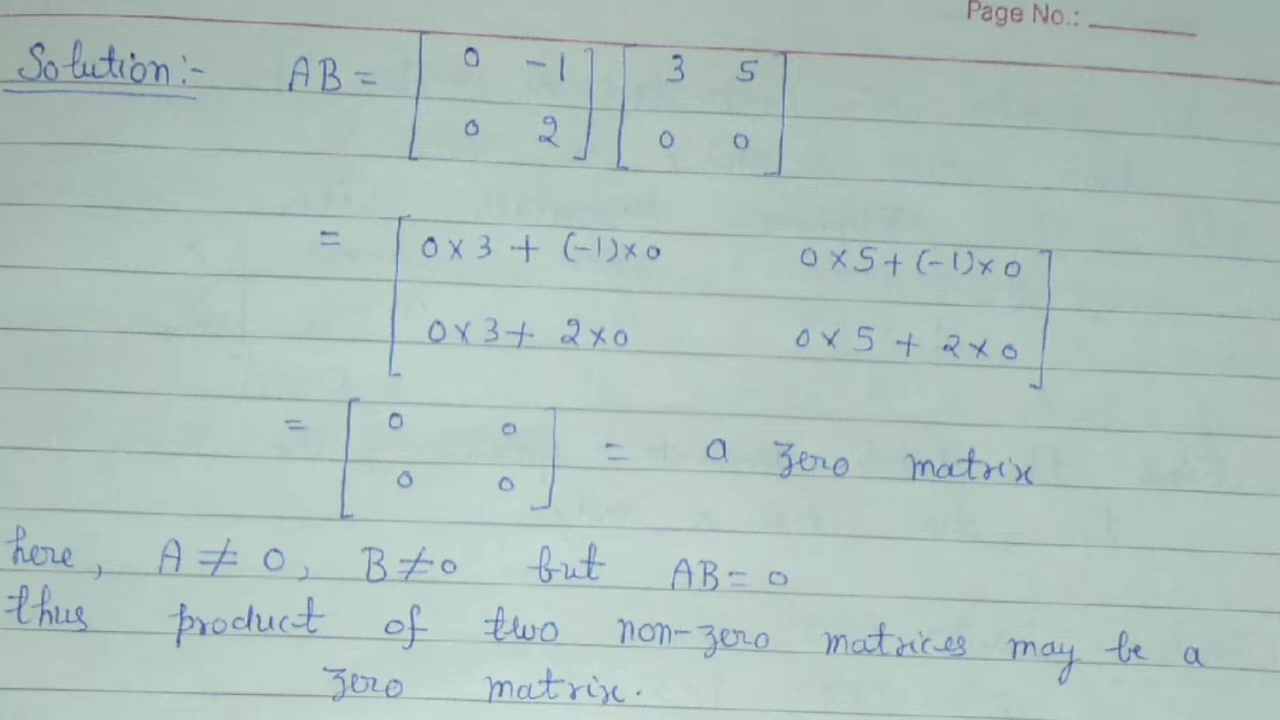 Page No.: ______
Solution:- AB = [ 0 -1 ] [ 3 5 ]
[ 0 2 ] [ 0 0 ]
= [ 0 x 3 + (-1) x 0 0 x 5 + (-1) x 0 ]
[ 0 x 3 + 2 x 0 0 x 5 + 2 x 0 ]
= [ 0 0 ] = a zero matrix
[ 0 0 ]
here, A ≠ 0, B ≠ 0 but AB = 0
thus product of two non-zero matrices may be a
zero matrix.